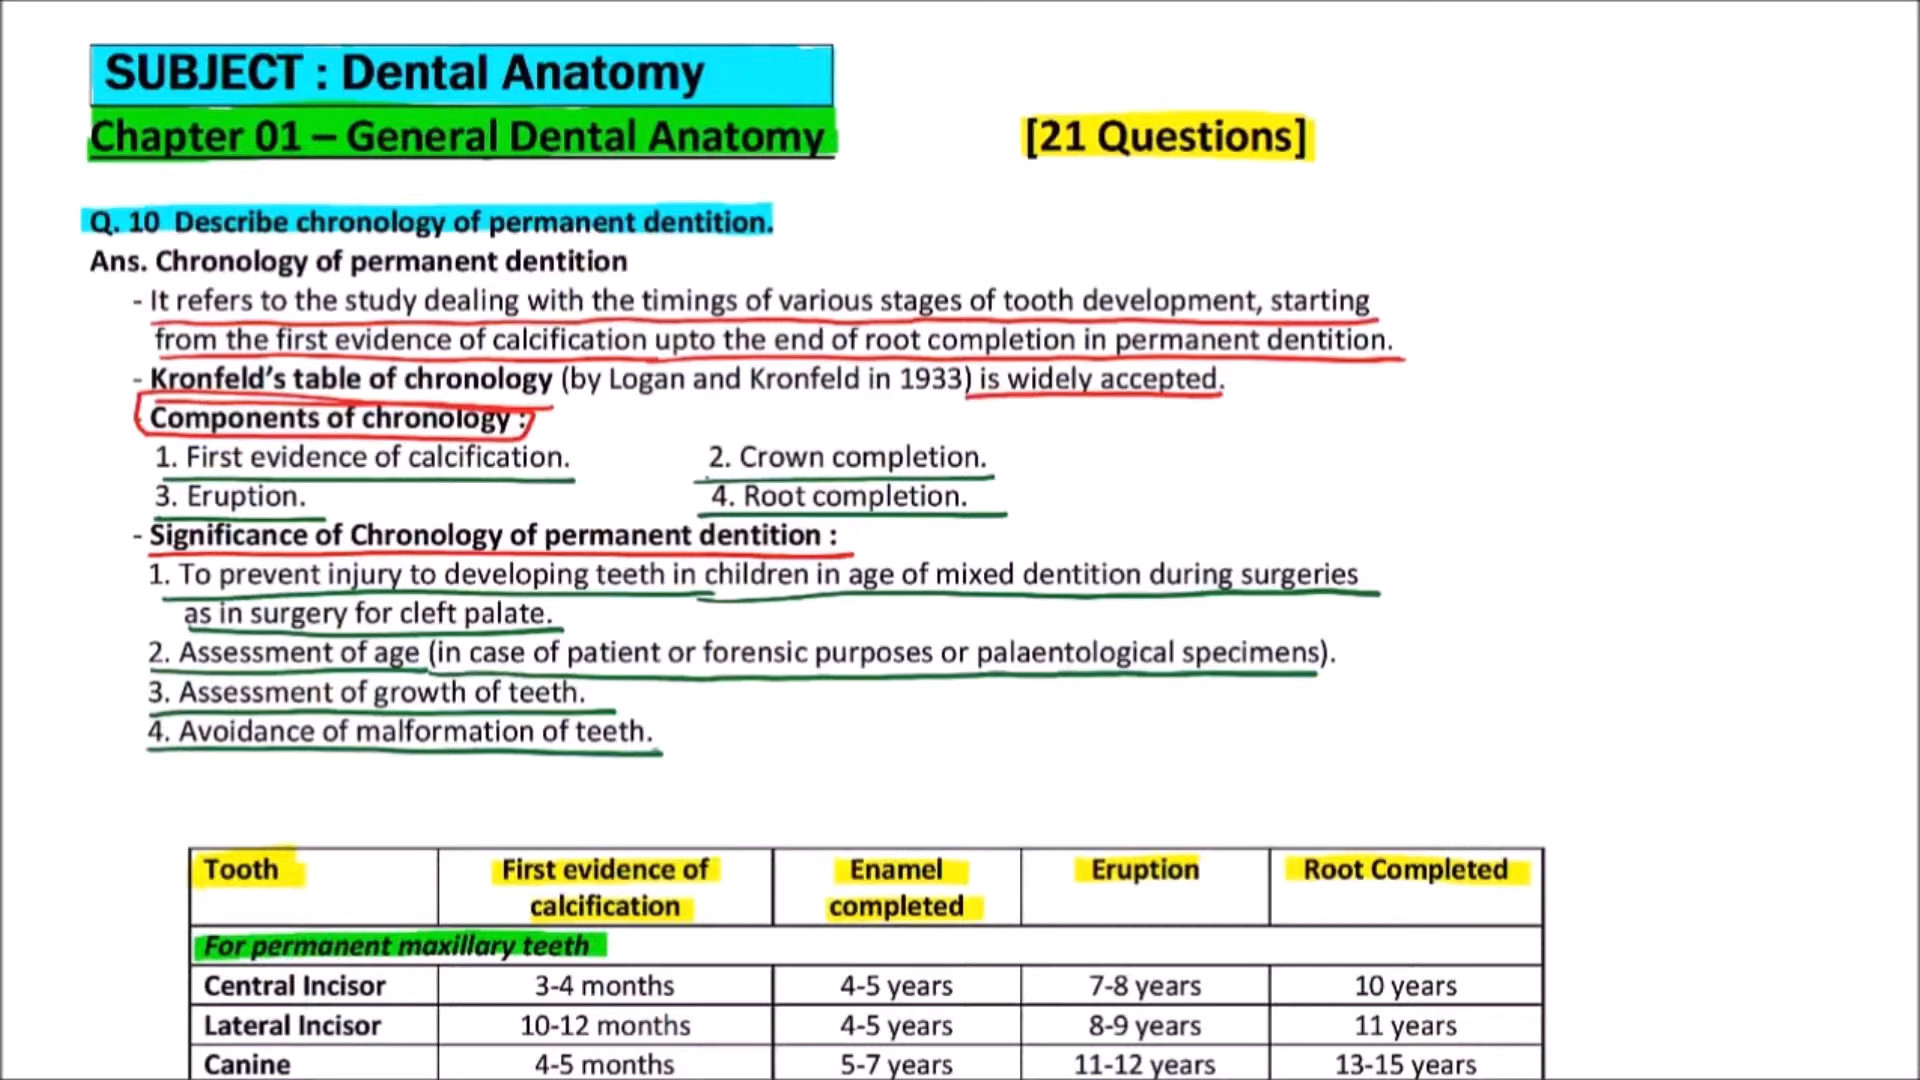 SUBJECT : Dental Anatomy
Chapter 01 – General Dental Anatomy [21 Questions]
Q. 10 Describe chronology of permanent dentition.
Ans. Chronology of permanent dentition
- It refers to the study dealing with the timings of various stages of tooth development, starting
from the first evidence of calcification upto the end of root completion in permanent dentition.
- Kronfeld's table of chronology (by Logan and Kronfeld in 1933) is widely accepted.
Components of chronology :
1. First evidence of calcification. 2. Crown completion.
3. Eruption. 4. Root completion.
- Significance of Chronology of permanent dentition :
1. To prevent injury to developing teeth in children in age of mixed dentition during surgeries
as in surgery for cleft palate.
2. Assessment of age (in case of patient or forensic purposes or palaentological specimens).
3. Assessment of growth of teeth.
4. Avoidance of malformation of teeth.
Tooth First evidence of Enamel Eruption Root Completed
calcification completed
For permanent maxillary teeth
Central Incisor 3-4 months 4-5 years 7-8 years 10 years
Lateral Incisor 10-12 months 4-5 years 8-9 years 11 years
Canine 4-5 months 5-7 years 11-12 years 13-15 years